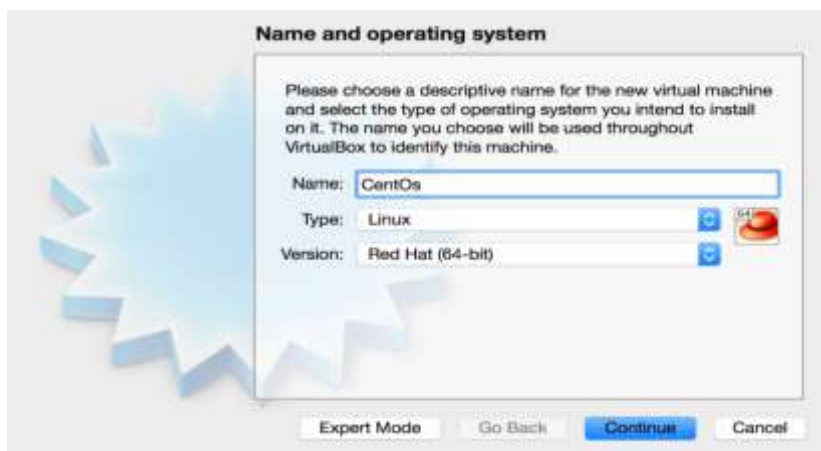 Name and operating system
Please choose a descriptive name for the new virtual machine
and select the type of operating system you intend to install
on it. The name you choose will be used throughout
VirtualBox to identify this machine.
Name: CentOs
Type: Linux
64
Version: Red Hat (64-bit)
Expert Mode Go Back Continue Cancel